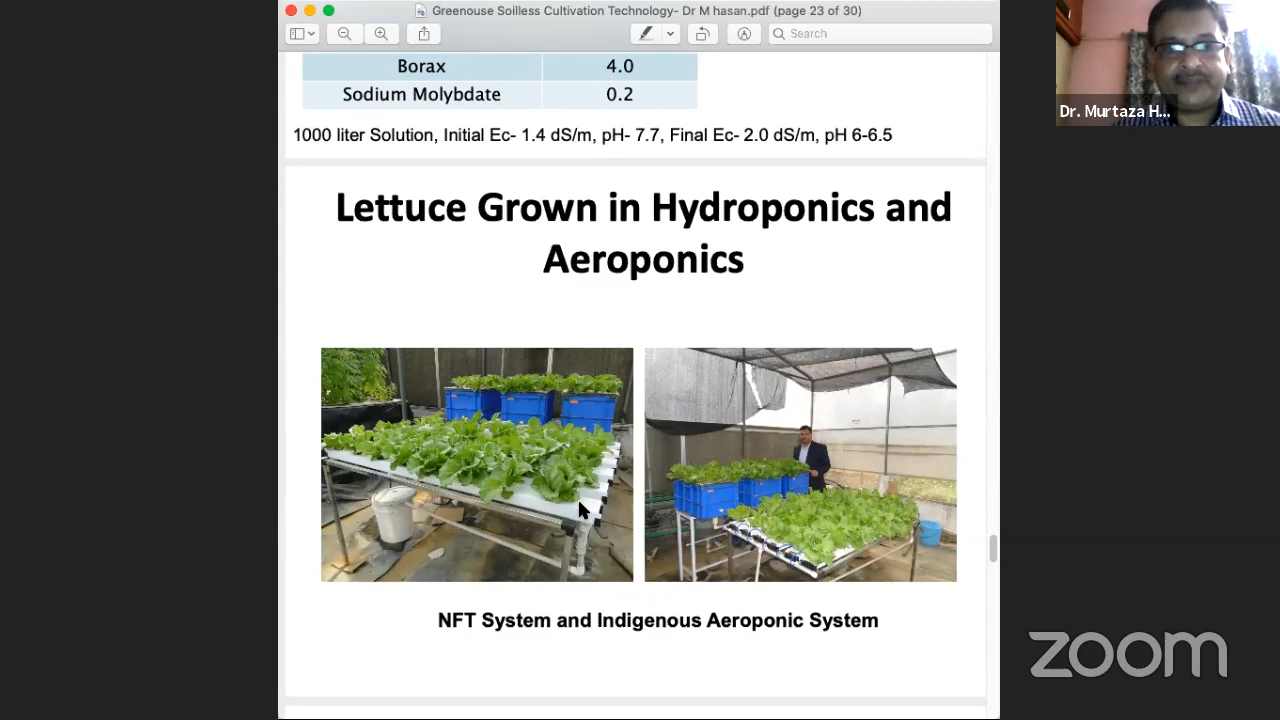 Greenouse Soilless Cultivation Technology- Dr M hasan.pdf (page 23 of 30)
Search
Borax 4.0
Sodium Molybdate 0.2
1000 liter Solution, Initial Ec- 1.4 dS/m, pH- 7.7, Final Ec- 2.0 dS/m, pH 6-6.5
Lettuce Grown in Hydroponics and
Aeroponics
NFT System and Indigenous Aeroponic System
Dr. Murtaza H...
zoom